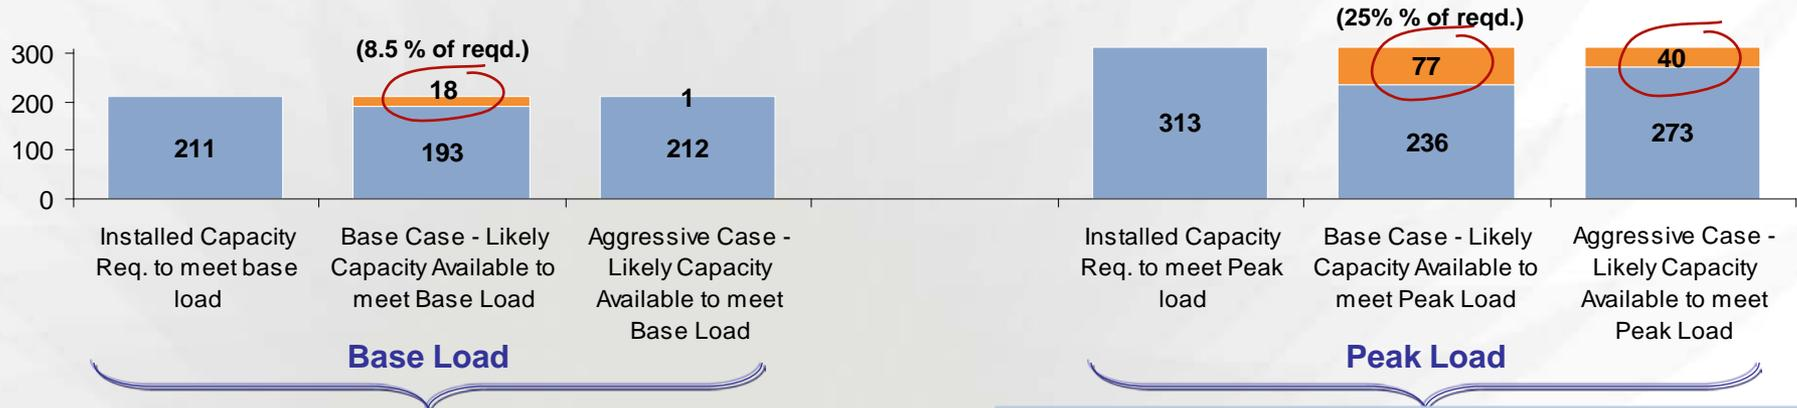 (8.5 % of reqd.)
(25% % of reqd.)
300
200
100
0
211
18
193
1
212
313
77
236
40
273
Installed Capacity
Req. to meet base
load
Base Case - Likely
Capacity Available to
meet Base Load
Aggressive Case -
Likely Capacity
Available to meet
Base Load
Installed Capacity
Req. to meet Peak
load
Base Case - Likely
Capacity Available to
meet Peak Load
Aggressive Case -
Likely Capacity
Available to meet
Peak Load
Base Load
Peak Load